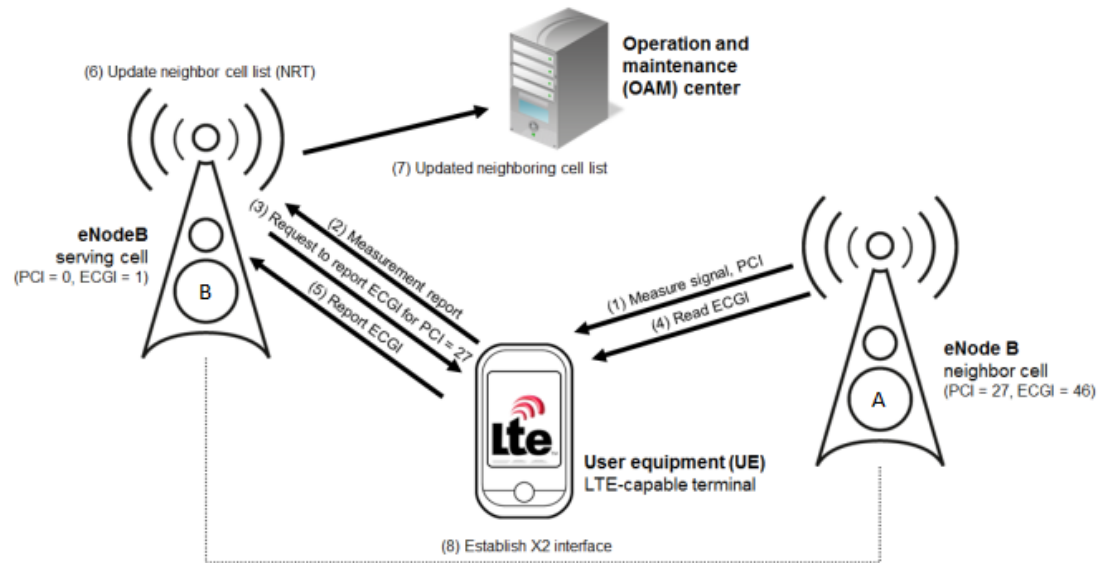 (6) Update neighbor cell list (NRT)
Operation and
maintenance
(OAM) center
(7) Updated neighboring cell list
eNodeB
serving cell
(PCI = 0, ECGI = 1)
B
(2) Measurement report
(3) Request to report ECGI for PCI = 27
(5) Report ECGI
(1) Measure signal, PCI
(4) Read ECGI
eNode B
neighbor cell
(PCI = 27, ECGI = 46)
A
Lte
User equipment (UE)
LTE-capable terminal
(8) Establish X2 interface